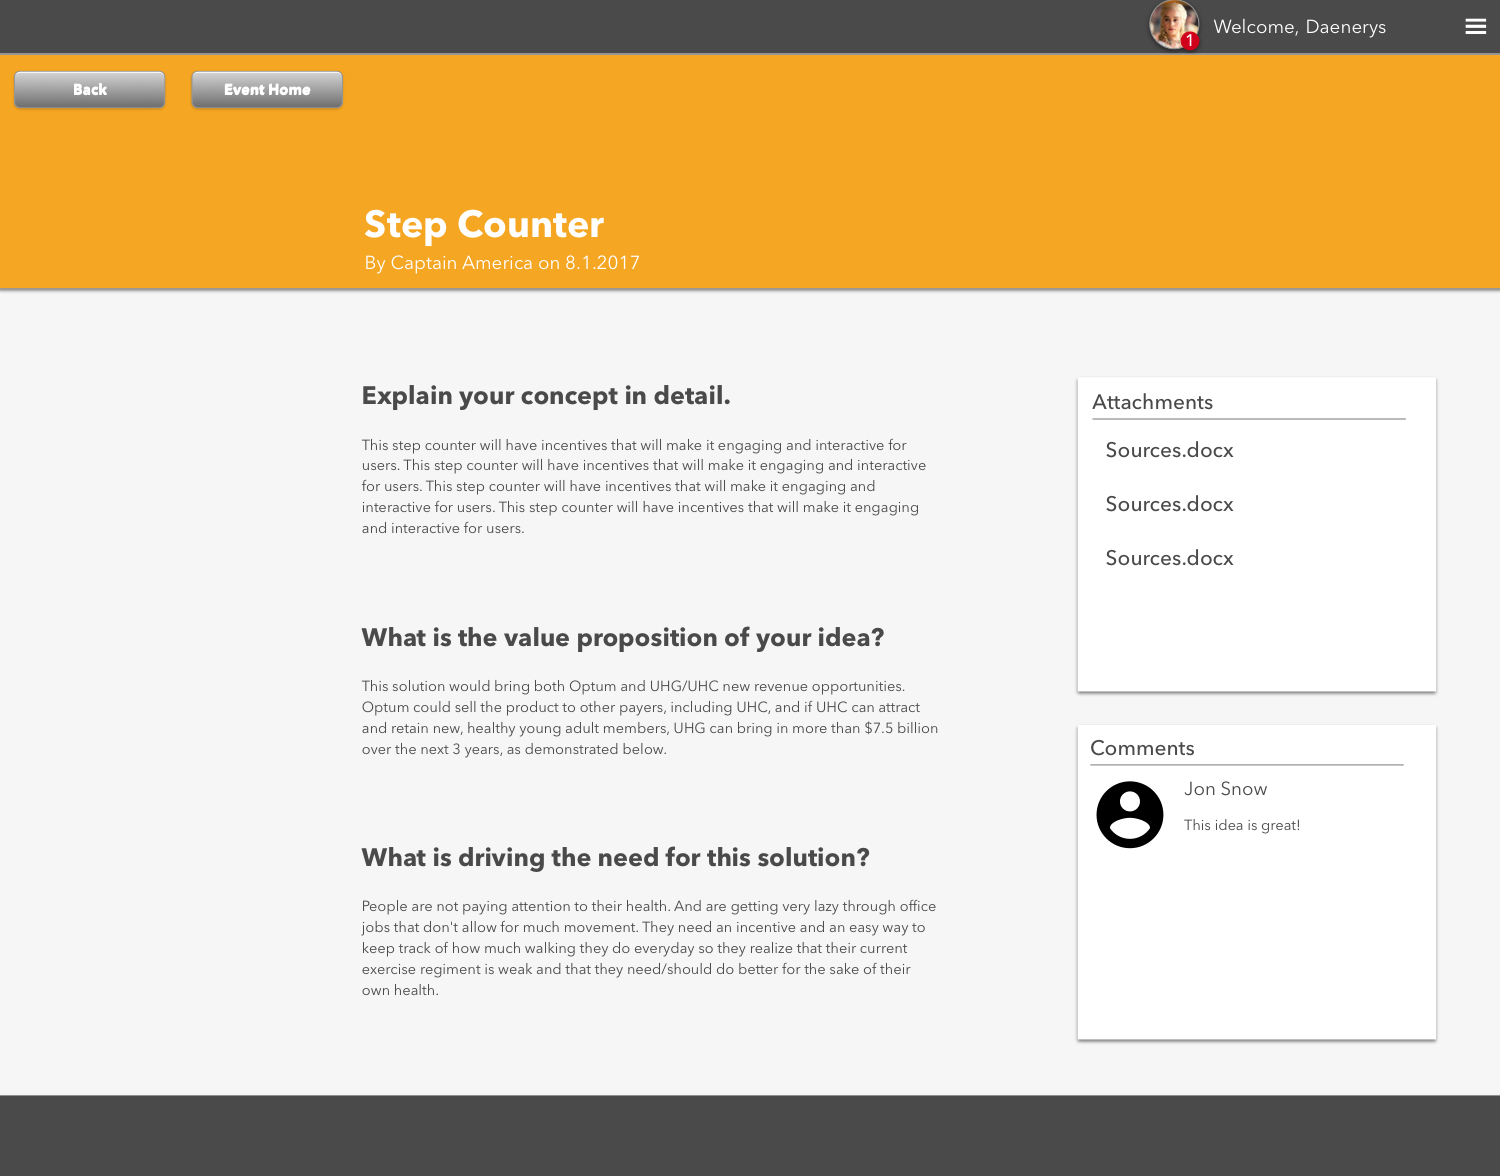 1
Welcome, Daenerys
Back
Event Home
Step Counter
By Captain America on 8.1.2017
Explain your concept in detail.
This step counter will have incentives that will make it engaging and interactive for
users. This step counter will have incentives that will make it engaging and interactive
for users. This step counter will have incentives that will make it engaging and
interactive for users. This step counter will have incentives that will make it engaging
and interactive for users.
What is the value proposition of your idea?
This solution would bring both Optum and UHG/UHC new revenue opportunities.
Optum could sell the product to other payers, including UHC, and if UHC can attract
and retain new, healthy young adult members, UHG can bring in more than $7.5 billion
over the next 3 years, as demonstrated below.
What is driving the need for this solution?
People are not paying attention to their health. And are getting very lazy through office
jobs that don't allow for much movement. They need an incentive and an easy way to
keep track of how much walking they do everyday so they realize that their current
exercise regiment is weak and that they need/should do better for the sake of their
own health.
Attachments
Sources.docx
Sources.docx
Sources.docx
Comments
Jon Snow
This idea is great!